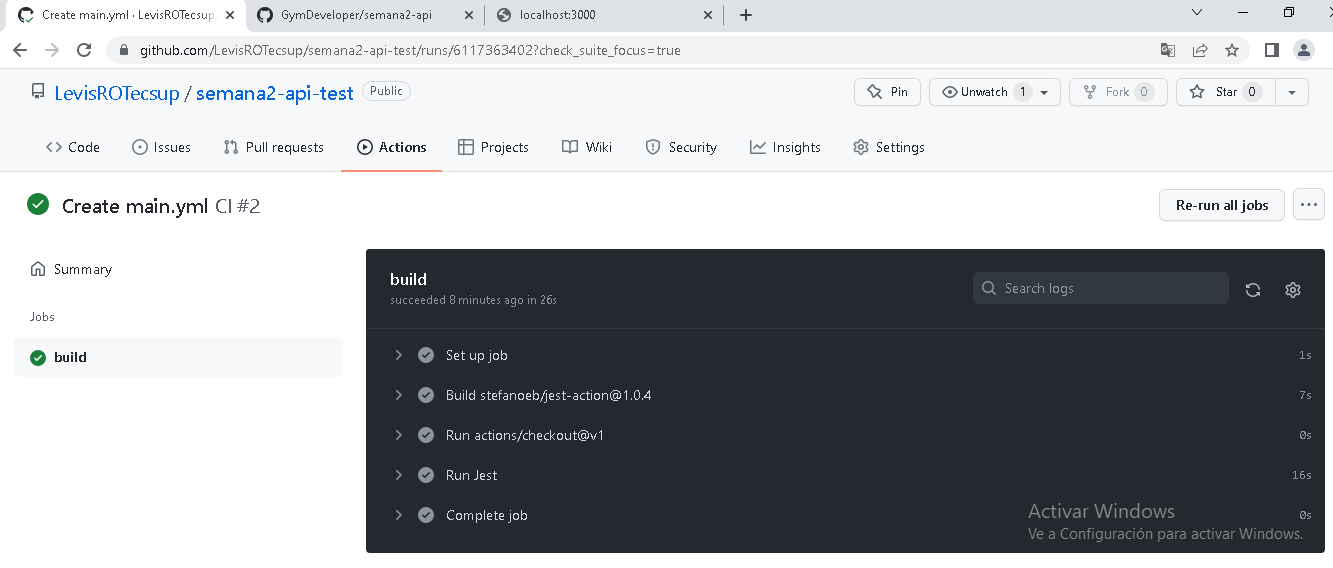 Create main.yml · LevisROTecsup
GymDeveloper/semana2-api
localhost:3000
github.com/LevisROTecsup/semana2-api-test/runs/6117363402?check_suite_focus=true
LevisROTecsup / semana2-api-test Public
Pin
Unwatch 1
Fork 0
Star 0
Code
Issues
Pull requests
Actions
Projects
Wiki
Security
Insights
Settings
Create main.yml CI #2
Re-run all jobs
Summary
Jobs
build
build
succeeded 8 minutes ago in 26s
Search logs
Set up job 1s
Build stefanoeb/jest-action@1.0.4 7s
Run actions/checkout@v1 0s
Run Jest 16s
Complete job 0s
Activar Windows
Ve a Configuración para activar Windows.